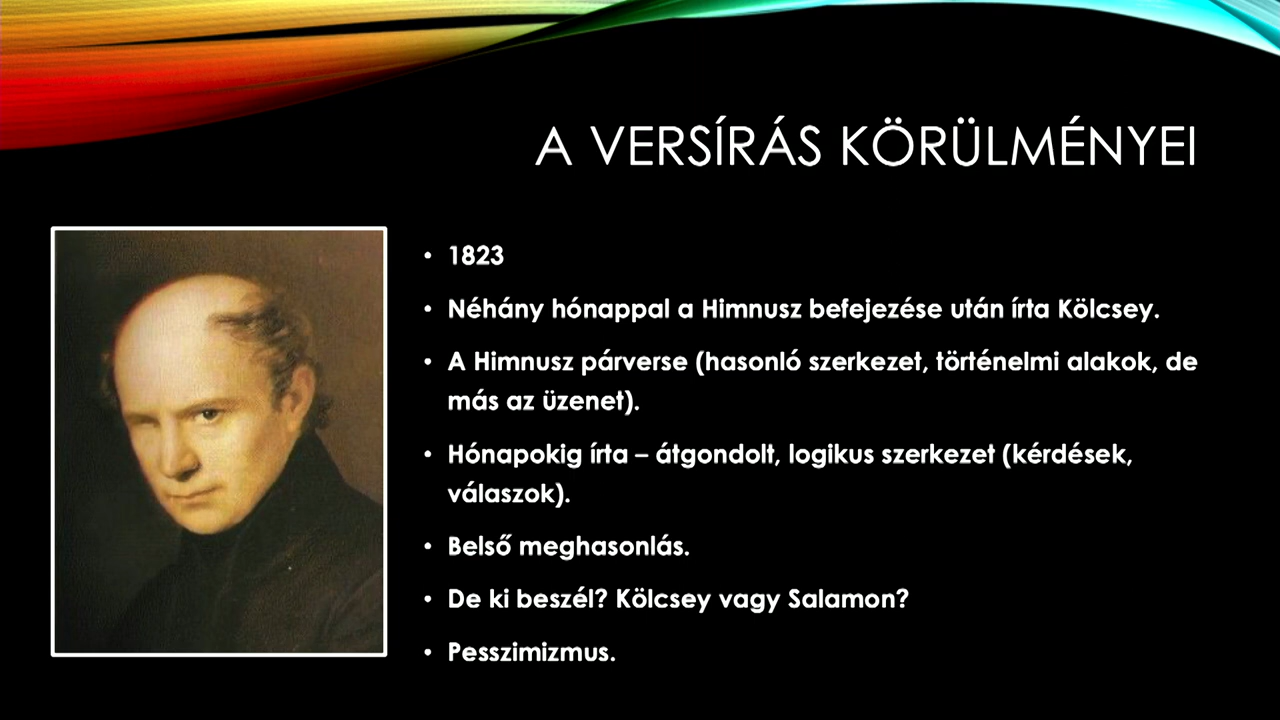 A VERSÍRÁS KÖRÜLMÉNYEI
• 1823
• Néhány hónappal a Himnusz befejezése után írta Kölcsey.
• A Himnusz párverse (hasonló szerkezet, történelmi alakok, de
más az üzenet).
• Hónapokig írta – átgondolt, logikus szerkezet (kérdések,
válaszok).
• Belső meghasonlás.
• De ki beszél? Kölcsey vagy Salamon?
• Pesszimizmus.